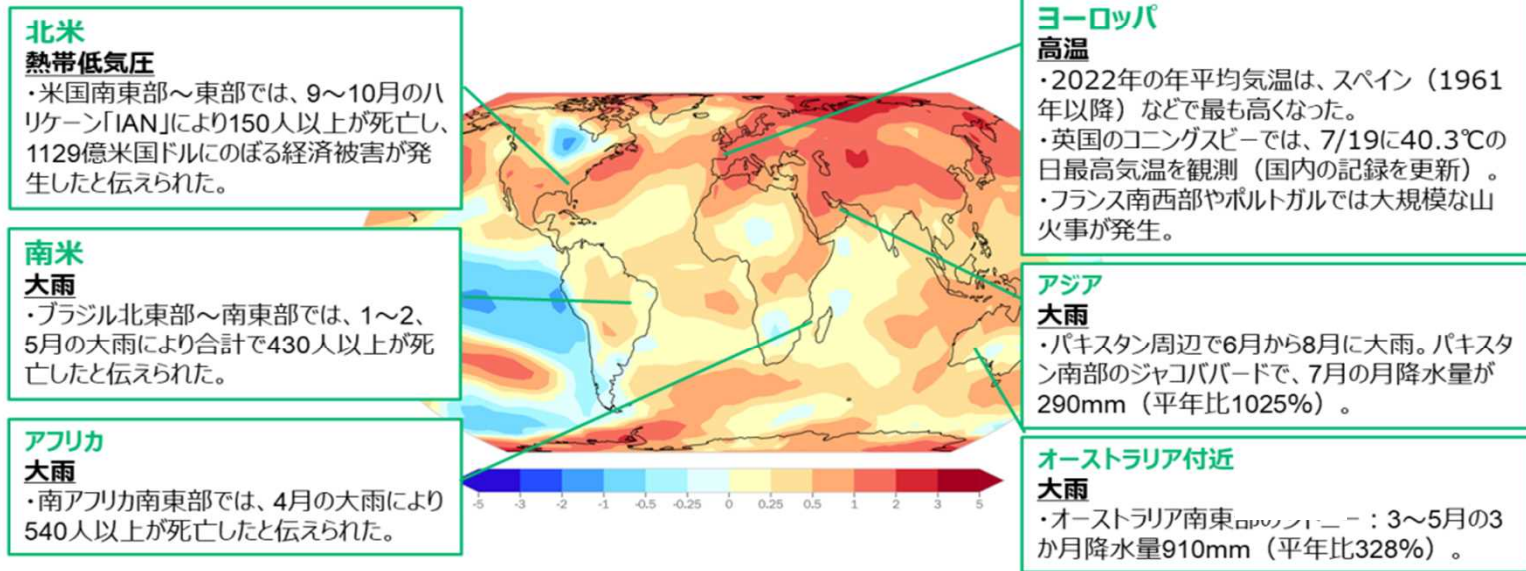 北米
熱帯低気圧
・米国南東部～東部では、9～10月のハ
リケーン「IAN」により150人以上が死亡し、
1129億米国ドルにのぼる経済被害が発
生したと伝えられた。
南米
大雨
・ブラジル北東部～南東部では、1～2、
5月の大雨により合計で430人以上が死
亡したと伝えられた。
アフリカ
大雨
・南アフリカ南東部では、4月の大雨により
540人以上が死亡したと伝えられた。
ヨーロッパ
高温
・2022年の年平均気温は、スペイン（1961
年以降）などで最も高くなった。
・英国のコニングスビーでは、7/19に40.3℃の
日最高気温を観測（国内の記録を更新）。
・フランス南西部やポルトガルでは大規模な山
火事が発生。
アジア
大雨
・パキスタン周辺で6月から8月に大雨。パキスタ
ン南部のジャコババードで、7月の月降水量が
290mm（平年比1025%）。
オーストラリア付近
大雨
・オーストラリア南東部の：3～5月の3
か月降水量910mm（平年比328%）。
-5 -3 -2 -1 -0.5 -0.25 0 0.25 0.5 1 2 3 5